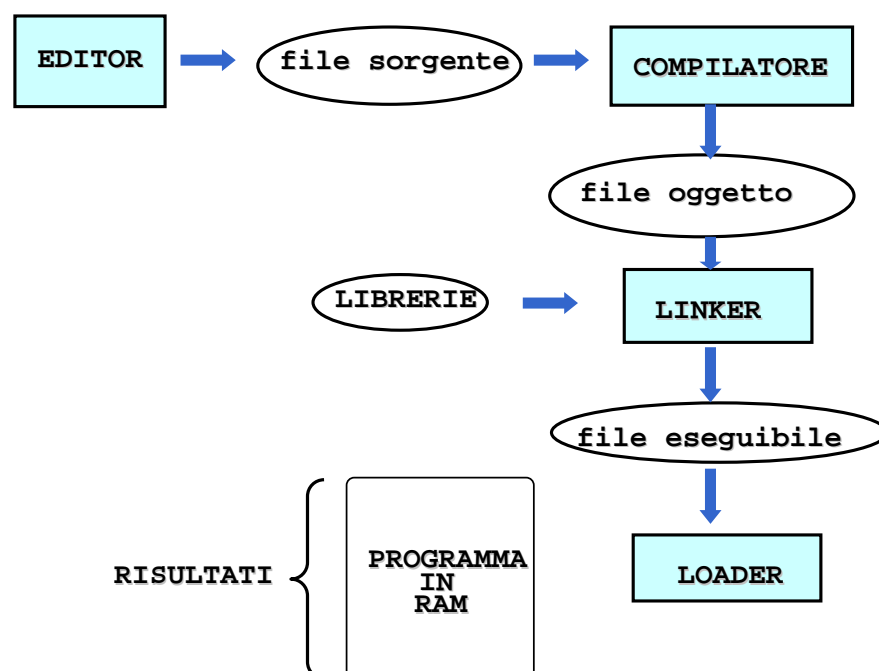 EDITOR
file sorgente
COMPILATORE
file oggetto
LIBRERIE
LINKER
file eseguibile
RISULTATI
PROGRAMMA
IN
RAM
LOADER